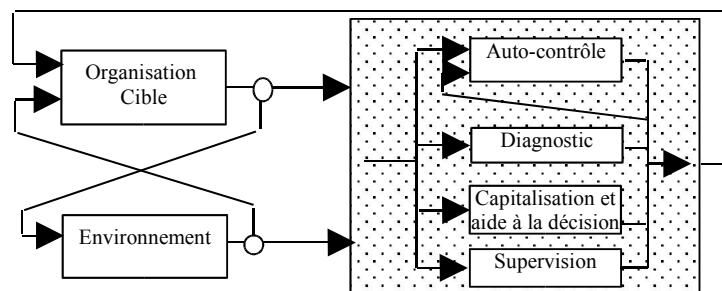 Organisation
Cible
Environnement
Auto-contrôle
Diagnostic
Capitalisation et
aide à la décision
Supervision